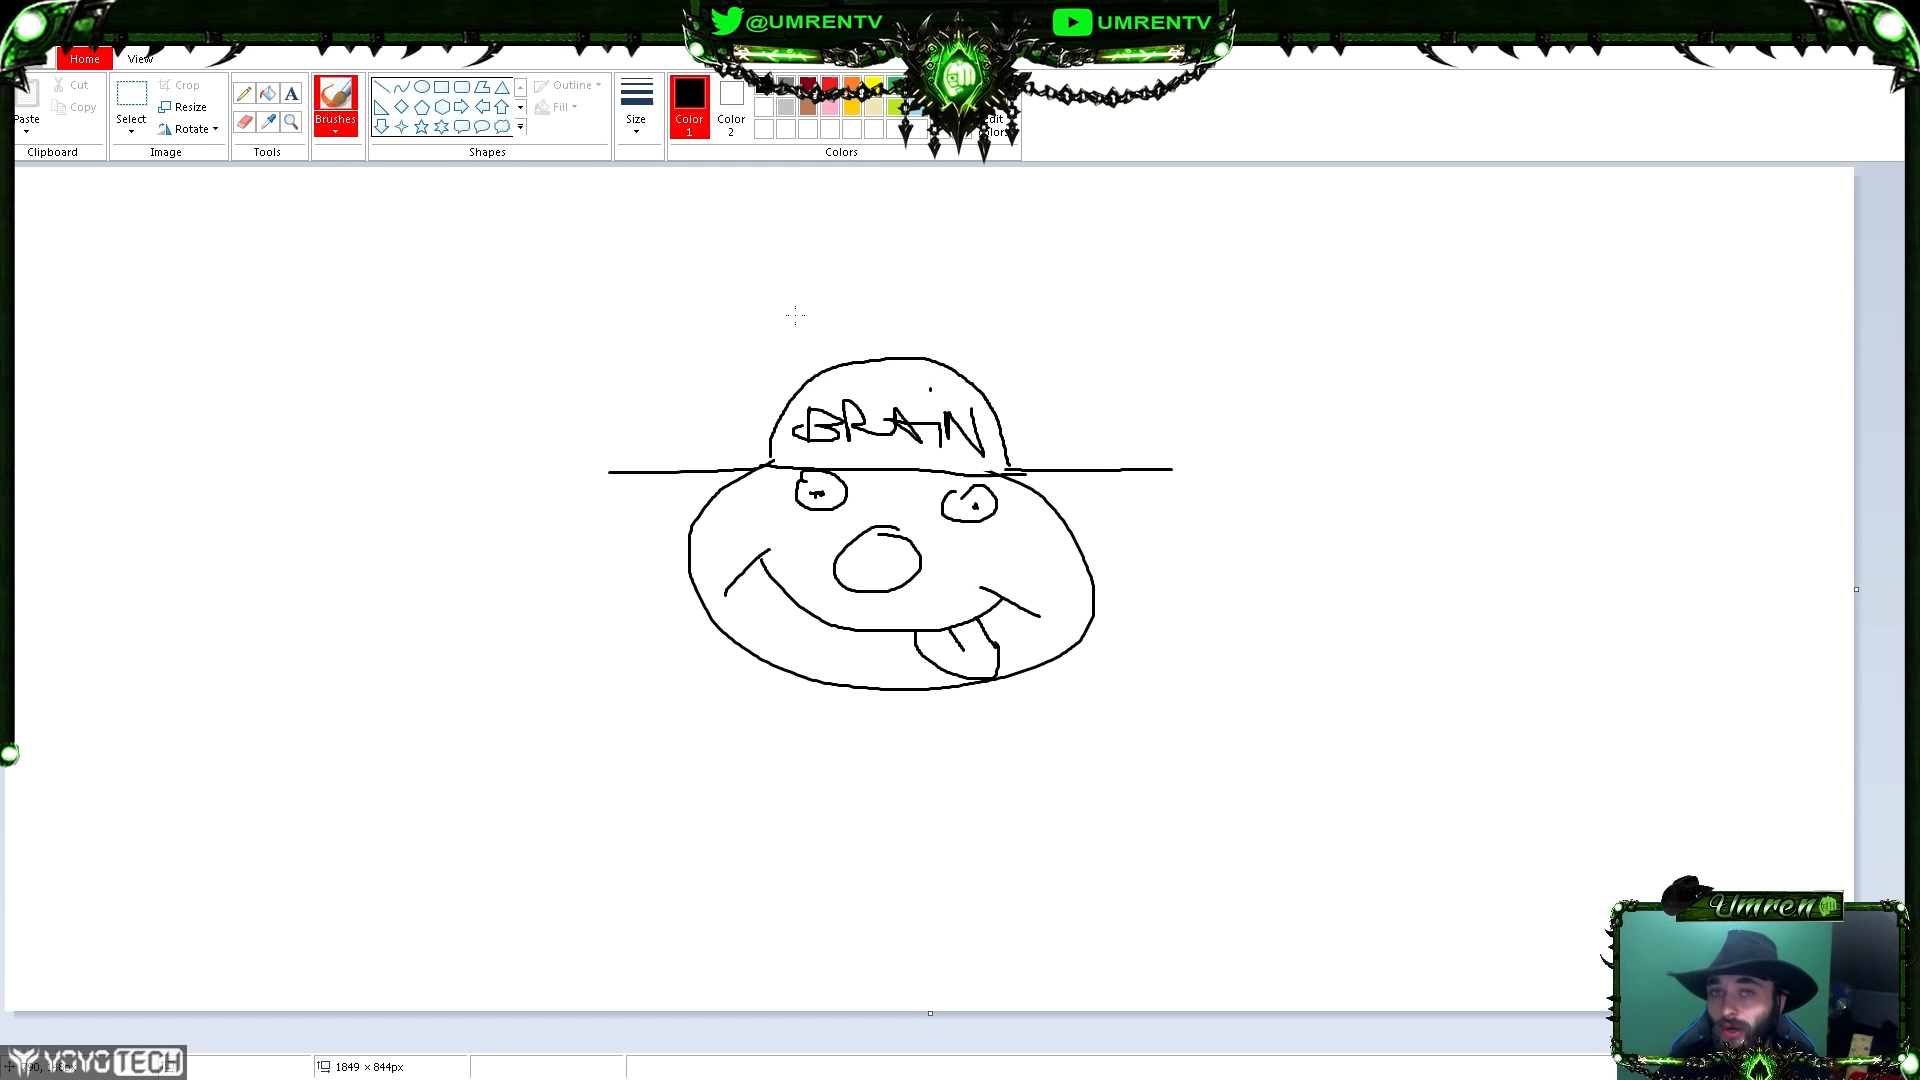 @UMRENTV UMRENTV
Home View
Paste Cut Copy
Clipboard
Select Crop Resize Rotate
Image
Tools
Brushes
Outline Fill
Shapes
Size
Color 1
Color 2
Colors
BRAiN
Umren
YOYOTECH
1849 × 844px